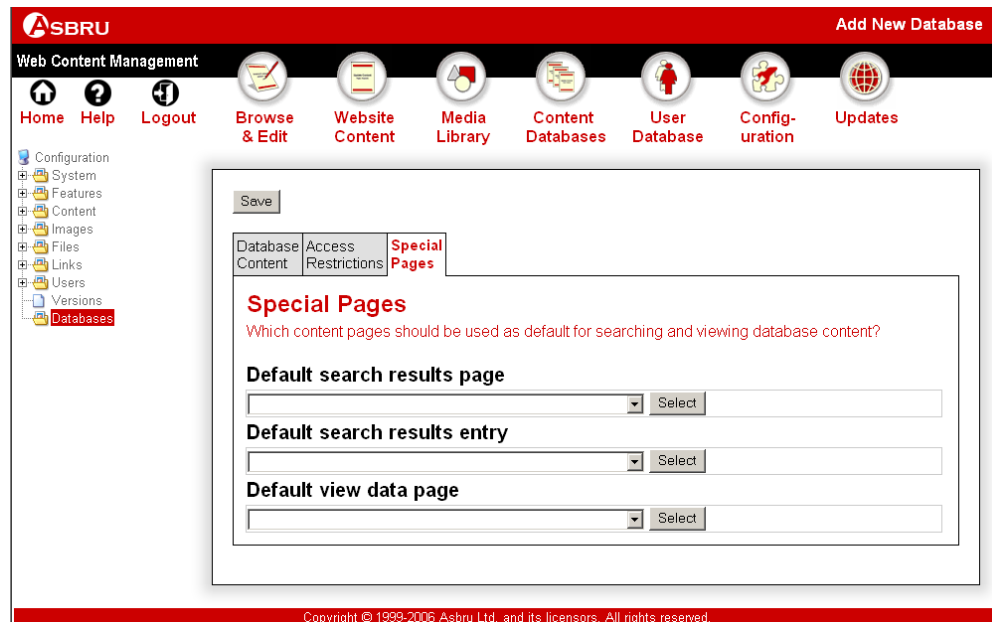 ASBRU
Add New Database
Web Content Management
Home Help Logout
Browse
& Edit
Website
Content
Media
Library
Content
Databases
User
Database
Config-
uration
Updates
Configuration
System
Features
Content
Images
Files
Links
Users
Versions
Databases
Save
Database
Content
Access
Restrictions
Special
Pages
Special Pages
Which content pages should be used as default for searching and viewing database content?
Default search results page
Select
Default search results entry
Select
Default view data page
Select
Copyright © 1999-2006 Asbru Ltd. and its licensors. All rights reserved.